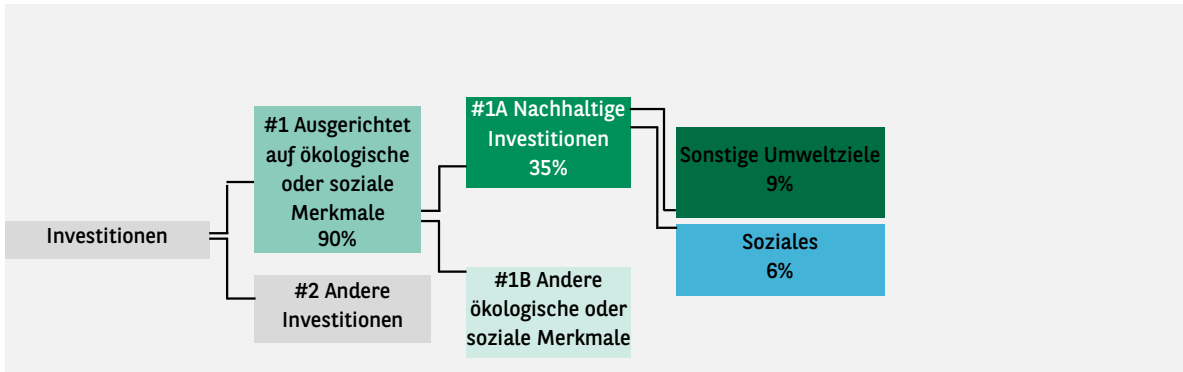 Investitionen
#1 Ausgerichtet
auf ökologische
oder soziale
Merkmale
90%
#2 Andere
Investitionen
#1A Nachhaltige
Investitionen
35%
#1B Andere
ökologische oder
soziale Merkmale
Sonstige Umweltziele
9%
Soziales
6%